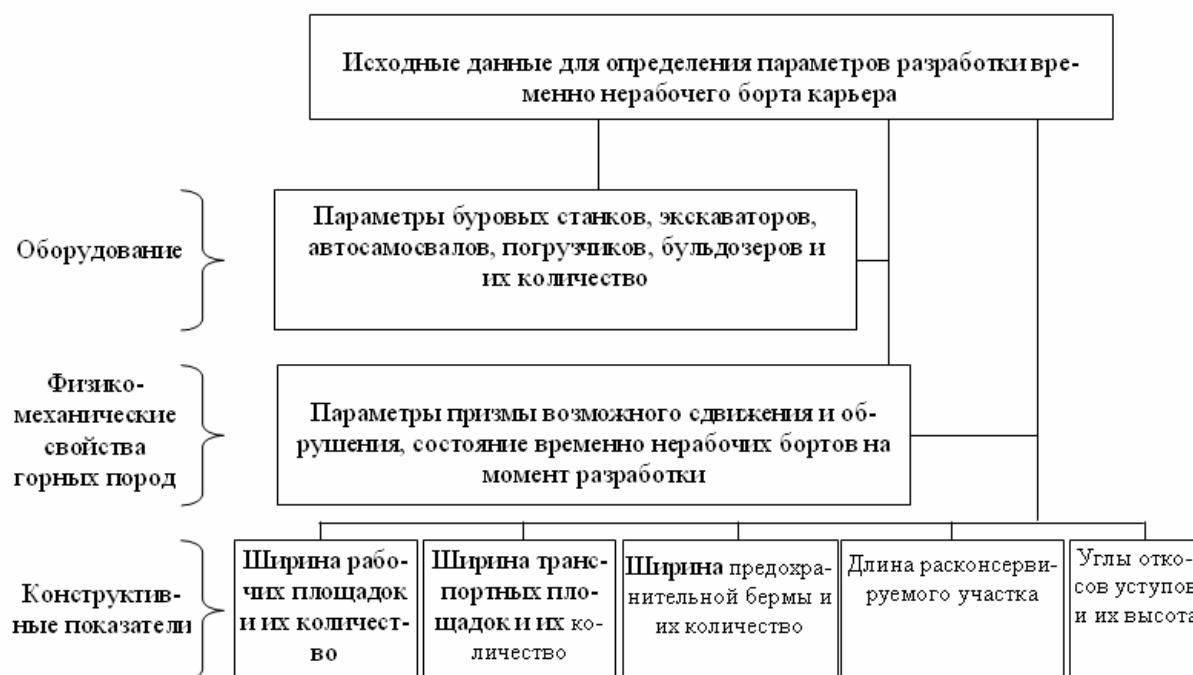 Исходные данные для определения параметров разработки вре-
менно нерабочего борта карьера
Оборудование
Параметры буровых станков, экскаваторов,
автосамосвалов, погрузчиков, бульдозеров и
их количество
Физико-
механические
свойства
горных пород
Параметры призмы возможного сдвижения и об-
рушения, состояние временно нерабочих бортов на
момент разработки
Конструктив-
ные показатели
Ширина рабо-
чих площадок
и их количест-
во
Ширина транс-
портных пло-
щадок и их ко-
личество
Ширина предохра-
нительной бермы и
их количество
Длина расконсерви-
руемого участка
Углы отко-
сов уступов
и их высота